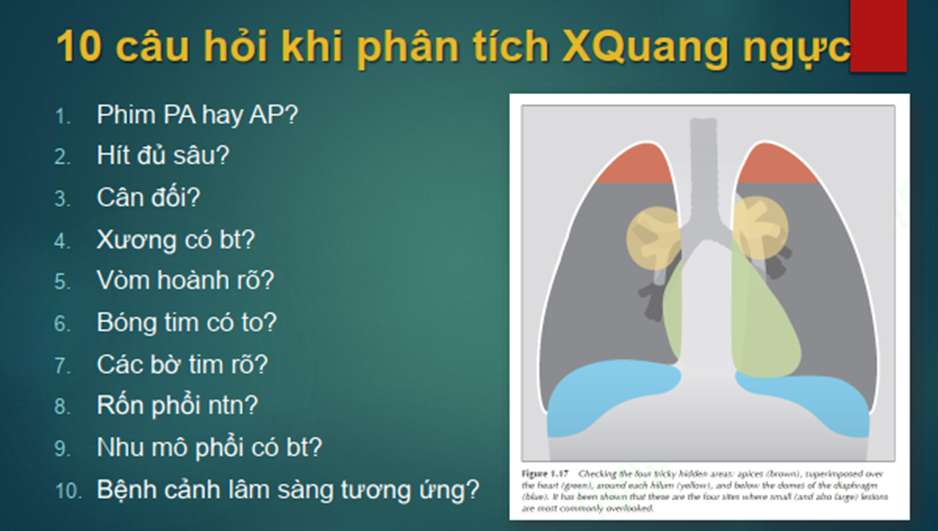 10 câu hỏi khi phân tích XQuang ngực
1. Phim PA hay AP?
2. Hít đủ sâu?
3. Cân đối?
4. Xương có bt?
5. Vòm hoành rõ?
6. Bóng tim có to?
7. Các bờ tim rõ?
8. Rốn phổi ntn?
9. Nhu mô phổi có bt?
10. Bệnh cảnh lâm sàng tương ứng?
Figure 1.17 Checking the four tricky hidden areas: apices (brown), superimposed over
the heart (green), around each hilum (yellow), and below the domes of the diaphragm
(blue). It has been shown that these are the four sites where small (and also large) lesions
are most commonly overlooked.